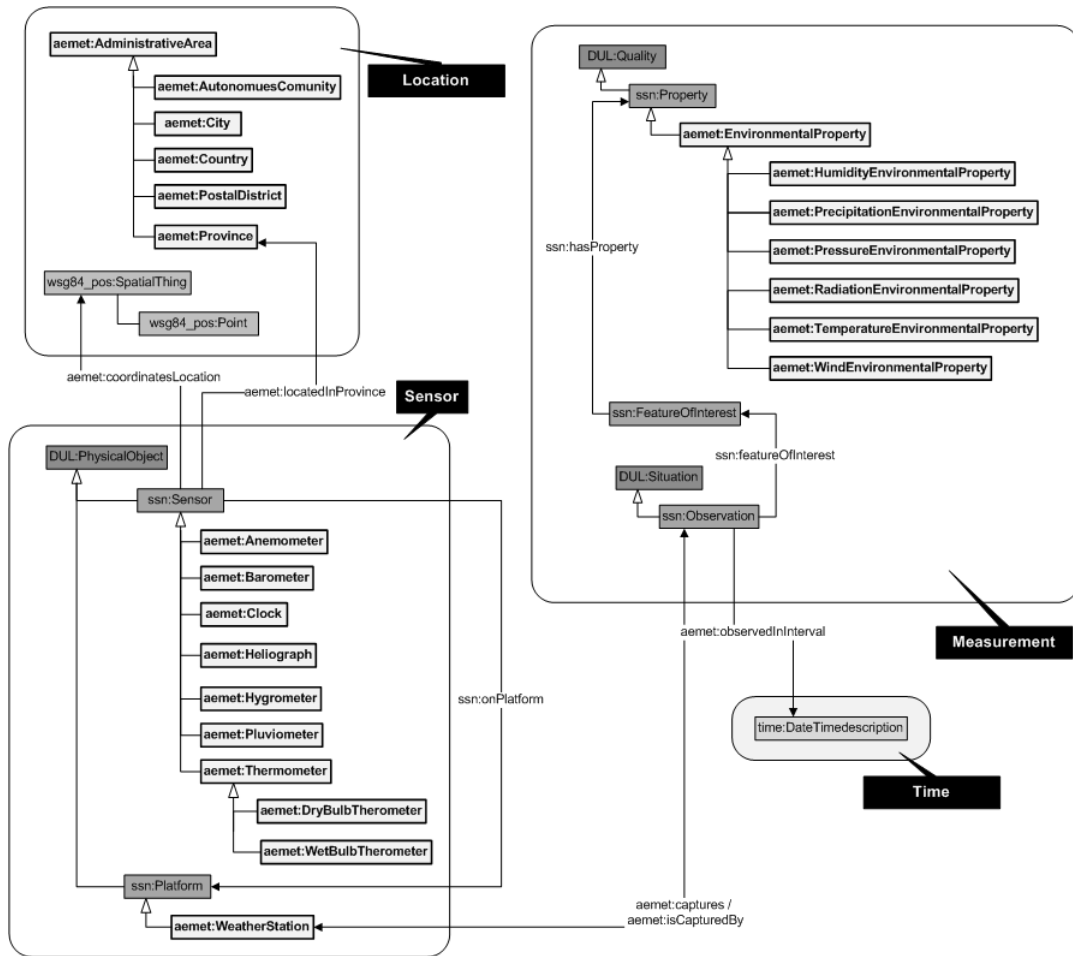 aemet:AdministrativeArea
aemet:AutonomuesComunity
aemet:City
aemet:Country
aemet:PostalDistrict
aemet:Province
wsg84_pos:SpatialThing
wsg84_pos:Point
Location
aemet:coordinatesLocation
aemet:locatedInProvince
Sensor
DUL:PhysicalObject
ssn:Sensor
aemet:Anemometer
aemet:Barometer
aemet:Clock
aemet:Heliograph
aemet:Hygrometer
aemet:Pluviometer
aemet:Thermometer
aemet:DryBulbTherometer
aemet:WetBulbTherometer
ssn:Platform
aemet:WeatherStation
ssn:onPlatform
DUL:Quality
ssn:Property
aemet:EnvironmentalProperty
aemet:HumidityEnvironmentalProperty
aemet:PrecipitationEnvironmentalProperty
aemet:PressureEnvironmentalProperty
aemet:RadiationEnvironmentalProperty
aemet:TemperatureEnvironmentalProperty
aemet:WindEnvironmentalProperty
ssn:hasProperty
ssn:FeatureOfInterest
ssn:featureOfInterest
DUL:Situation
ssn:Observation
Measurement
aemet:observedInInterval
time:DateTimedescription
Time
aemet:captures /
aemet:isCapturedBy